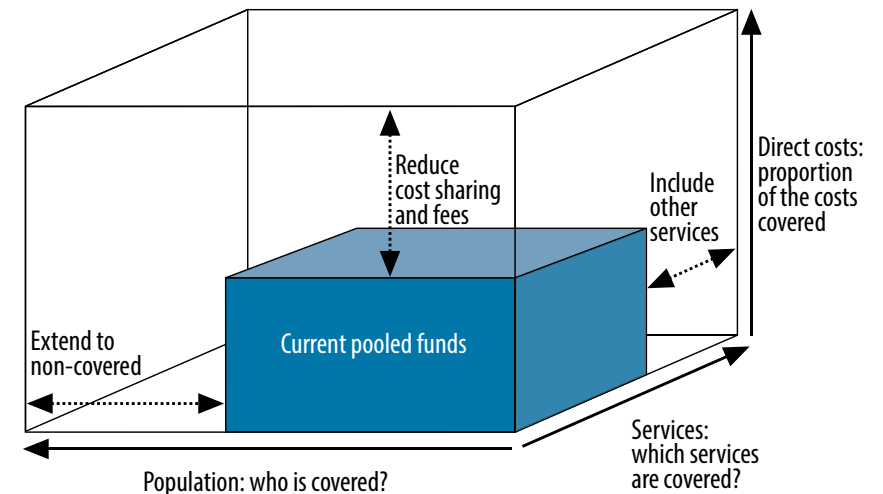 Reduce
cost sharing
and fees
Include
other
services
Direct costs:
proportion
of the costs
covered
Extend to
non-covered
Current pooled funds
Services:
which services
are covered?
Population: who is covered?